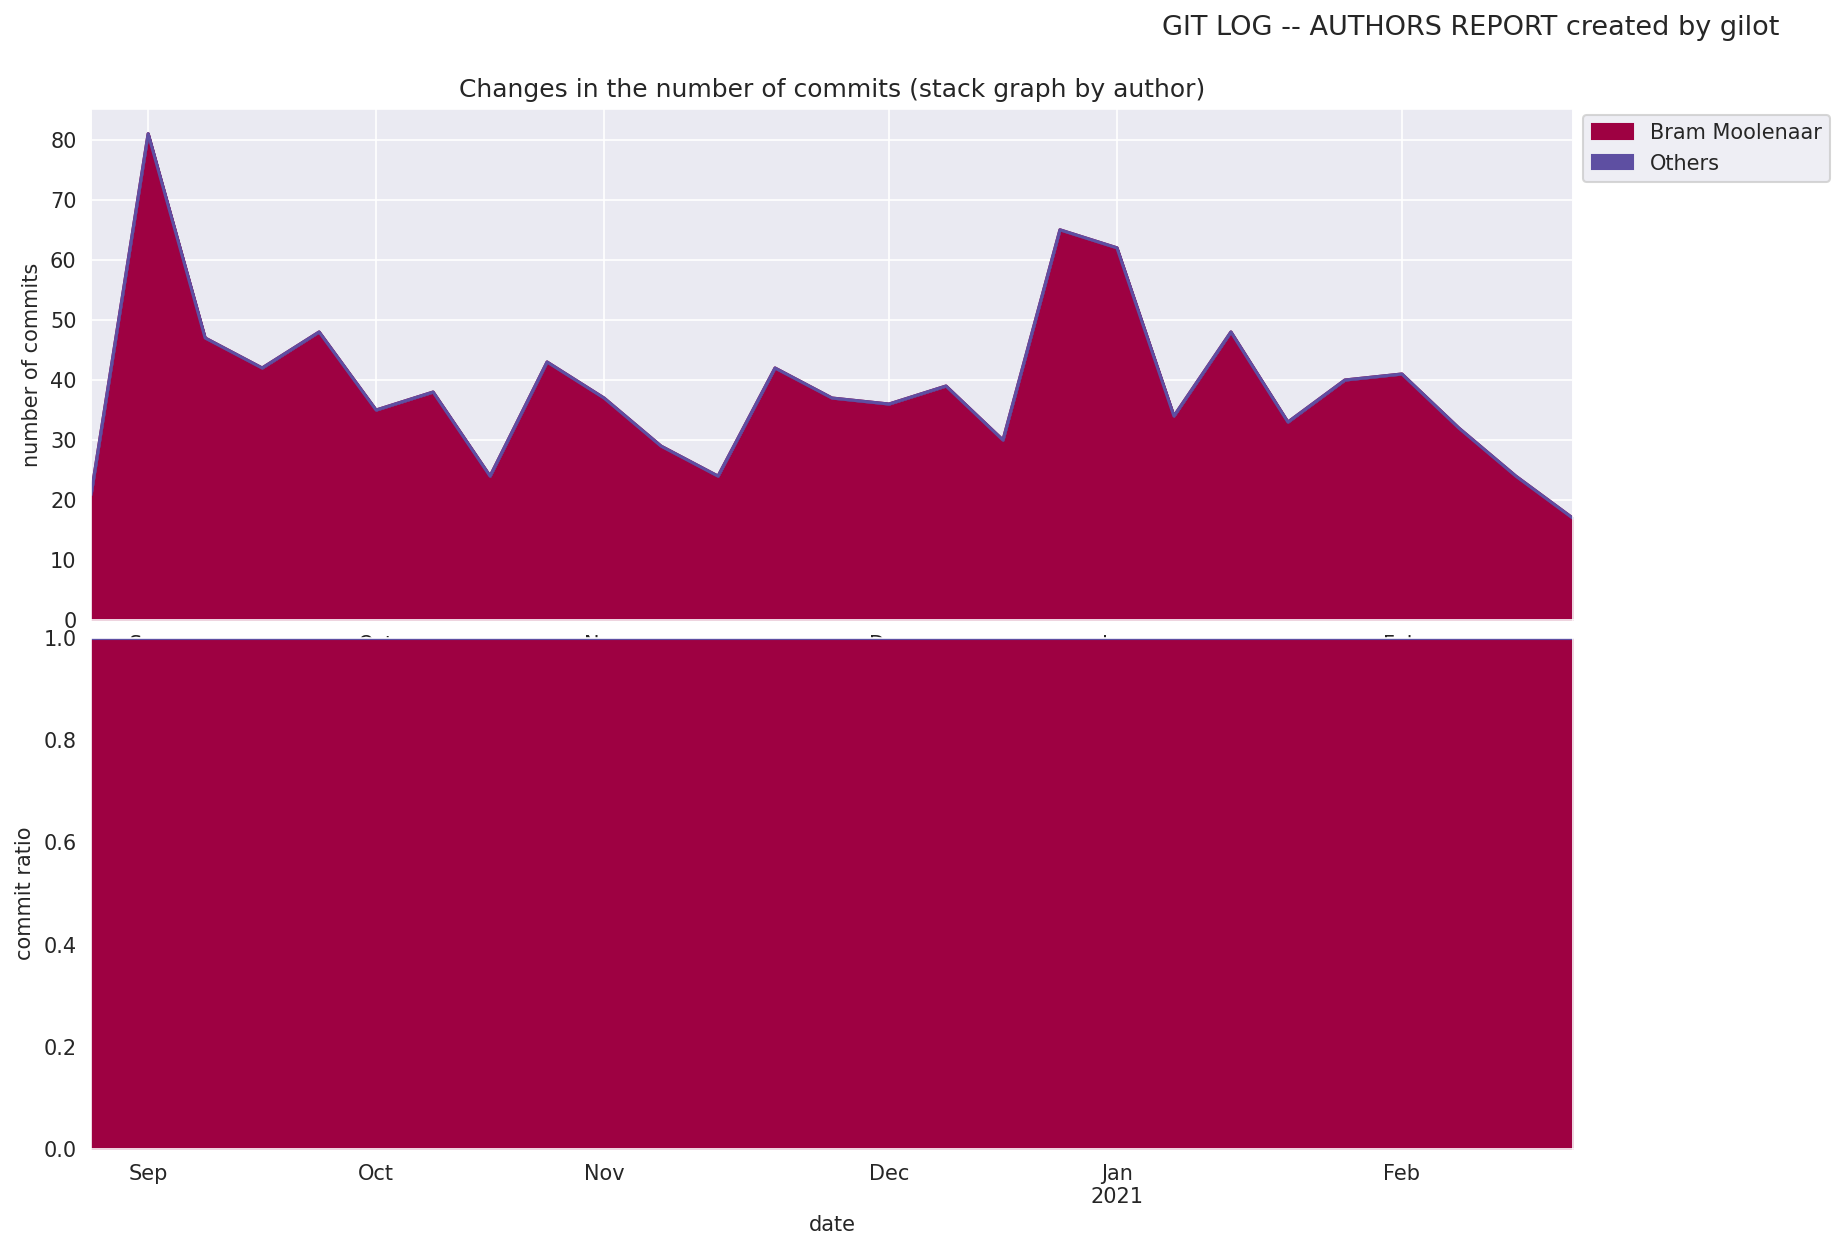 GIT LOG -- AUTHORS REPORT created by gilot
Changes in the number of commits (stack graph by author)
Bram Moolenaar
Others
number of commits
80
70
60
50
40
30
20
10
0
commit ratio
1.0
0.8
0.6
0.4
0.2
0.0
Sep Oct Nov Dec Jan Feb
2021
date